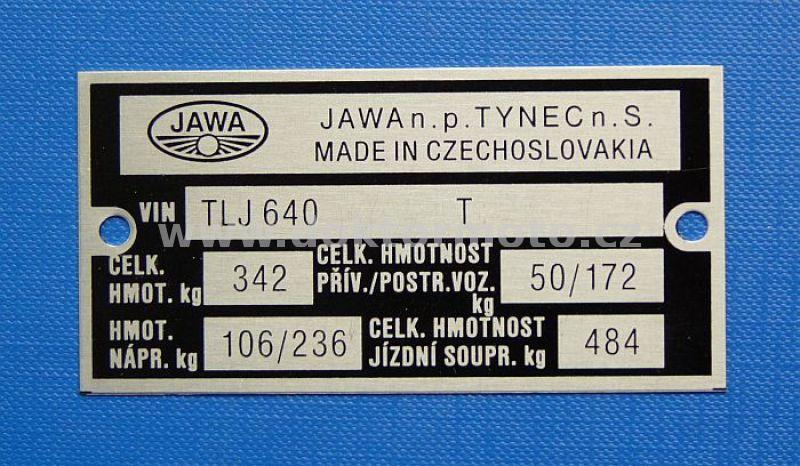 JAWA
JAWA n.p. TYNEC n.S.
MADE IN CZECHOSLOVAKIA
VIN TLJ 640 T
CELK. HMOT. kg 342
CELK. HMOTNOST PŘÍV./POSTR.VOZ. kg 50/172
HMOT. NÁPR. kg 106/236
CELK. HMOTNOST JÍZDNÍ SOUPR. kg 484